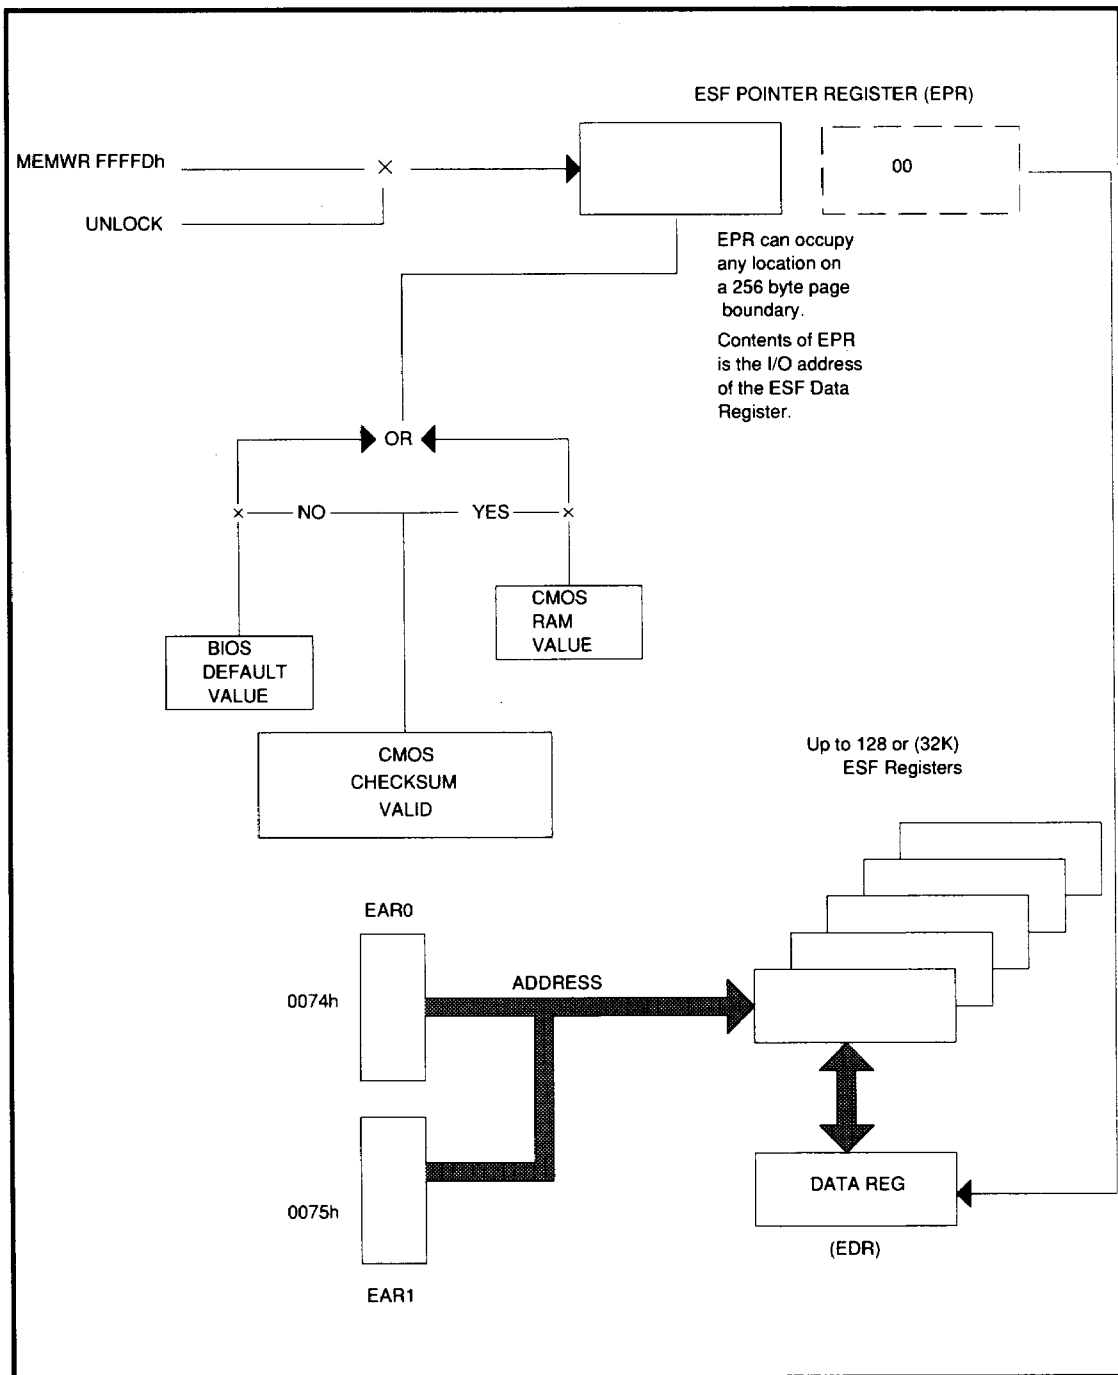 ESF POINTER REGISTER (EPR)
MEMWR FFFFDh
×
00
UNLOCK
EPR can occupy
any location on
a 256 byte page
boundary.
Contents of EPR
is the I/O address
of the ESF Data
Register.
OR
× NO YES ×
CMOS
RAM
VALUE
BIOS
DEFAULT
VALUE
CMOS
CHECKSUM
VALID
Up to 128 or (32K)
ESF Registers
EAR0
ADDRESS
0074h
DATA REG
0075h
(EDR)
EAR1